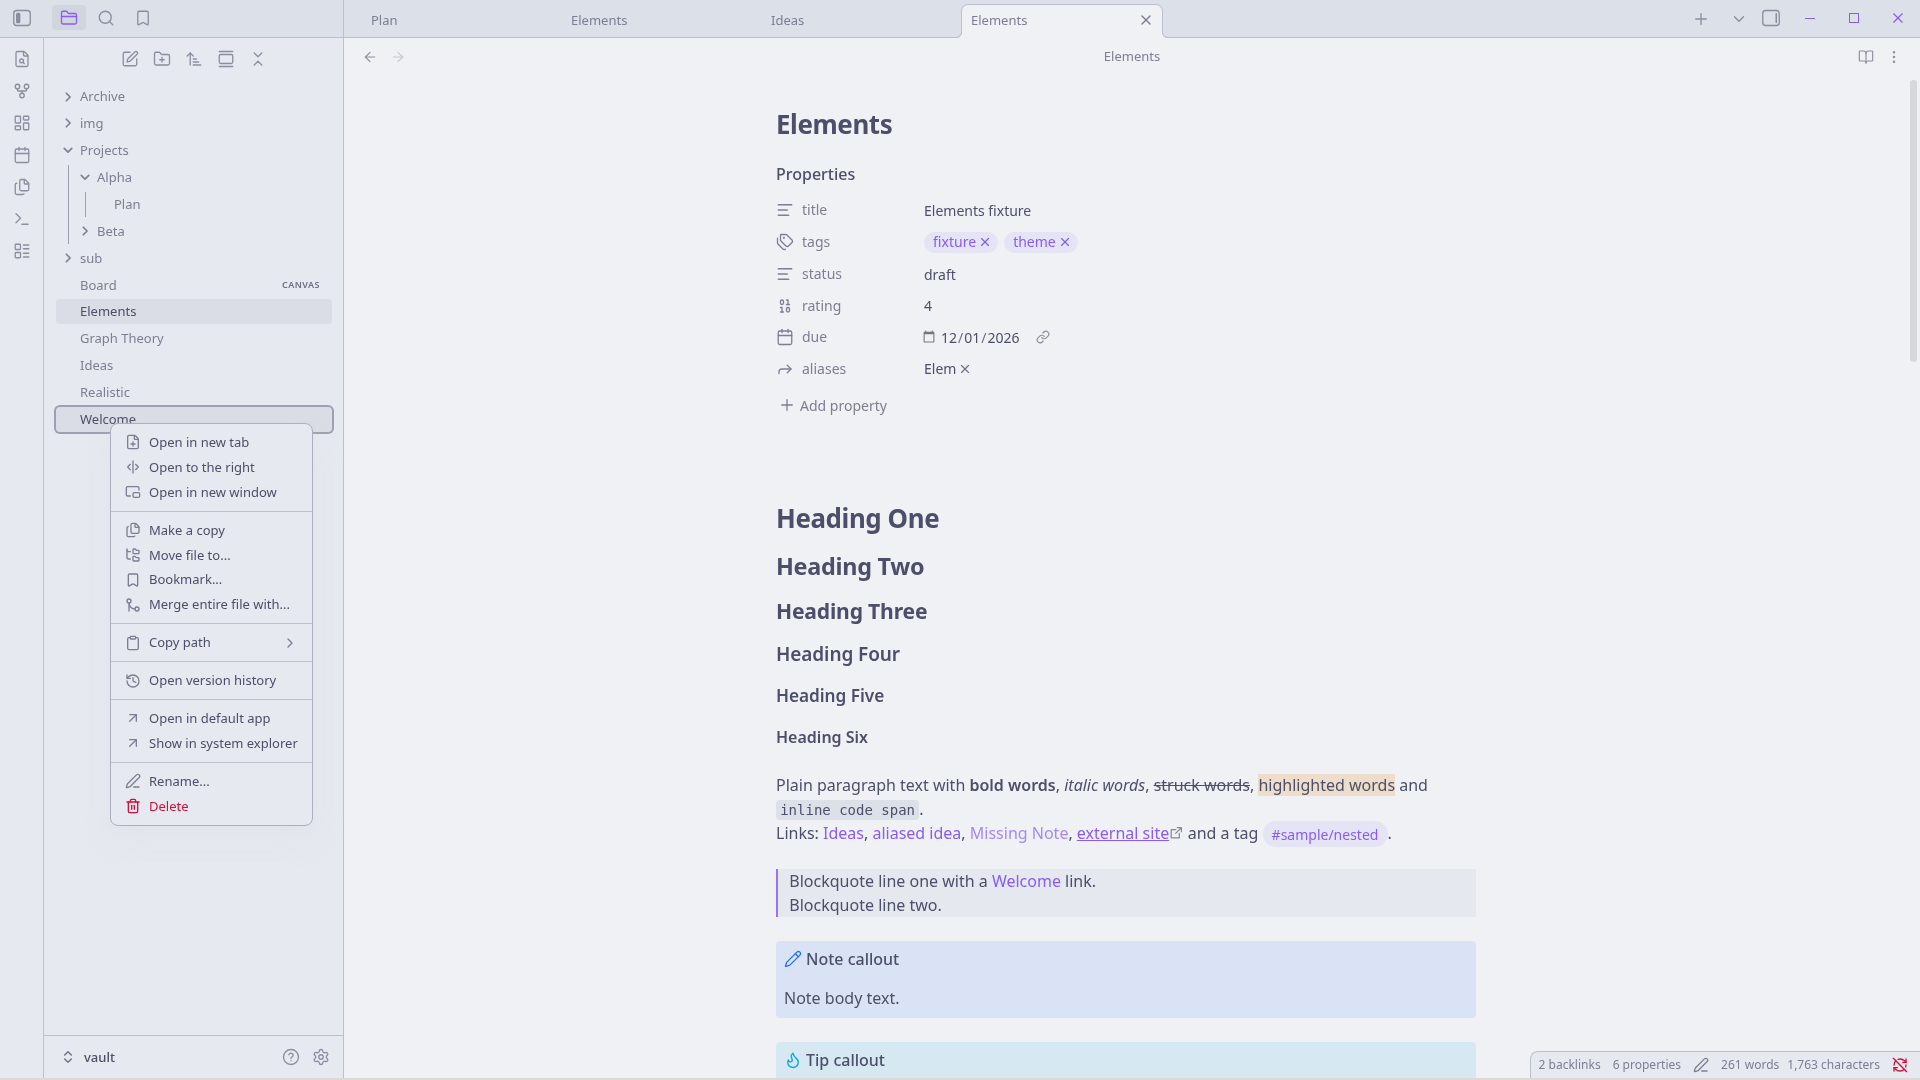 Plan
Elements
Ideas
Elements
Elements
Archive
img
Projects
Alpha
Plan
Beta
sub
Board CANVAS
Elements
Graph Theory
Ideas
Realistic
Welcome
Open in new tab
Open to the right
Open in new window
Make a copy
Move file to...
Bookmark...
Merge entire file with...
Copy path
Open version history
Open in default app
Show in system explorer
Rename...
Delete
vault
Elements
Properties
title Elements fixture
tags fixture theme
status draft
rating 4
due 12/01/2026
aliases Elem
Add property
Heading One
Heading Two
Heading Three
Heading Four
Heading Five
Heading Six
Plain paragraph text with bold words, italic words, struck words, highlighted words and
inline code span.
Links: Ideas, aliased idea, Missing Note, external site and a tag #sample/nested.
Blockquote line one with a Welcome link.
Blockquote line two.
Note callout
Note body text.
Tip callout
2 backlinks 6 properties 261 words 1,763 characters